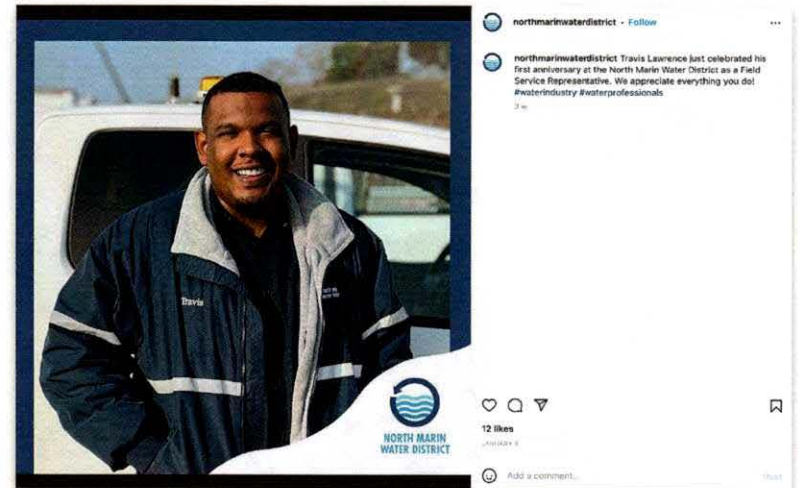 northmarinwaterdistrict • Follow
northmarinwaterdistrict Travis Lawrence just celebrated his
first anniversary at the North Marin Water District as a Field
Service Representative. We appreciate everything you do!
#waterindustry #waterprofessionals
Travis
NORTH MARIN
WATER DISTRICT
12 likes
Add a comment...
Post